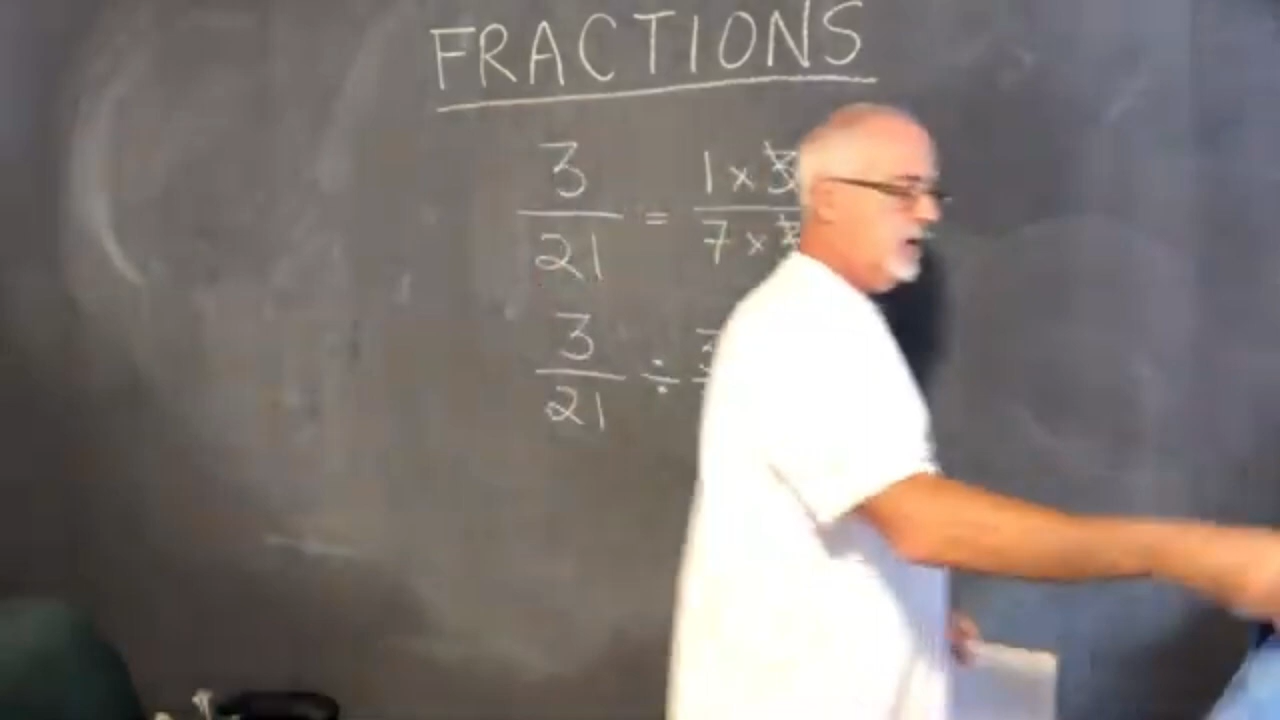 FRACTIONS
3/21 = 1 x 3/7 x
3/21 ÷ 3